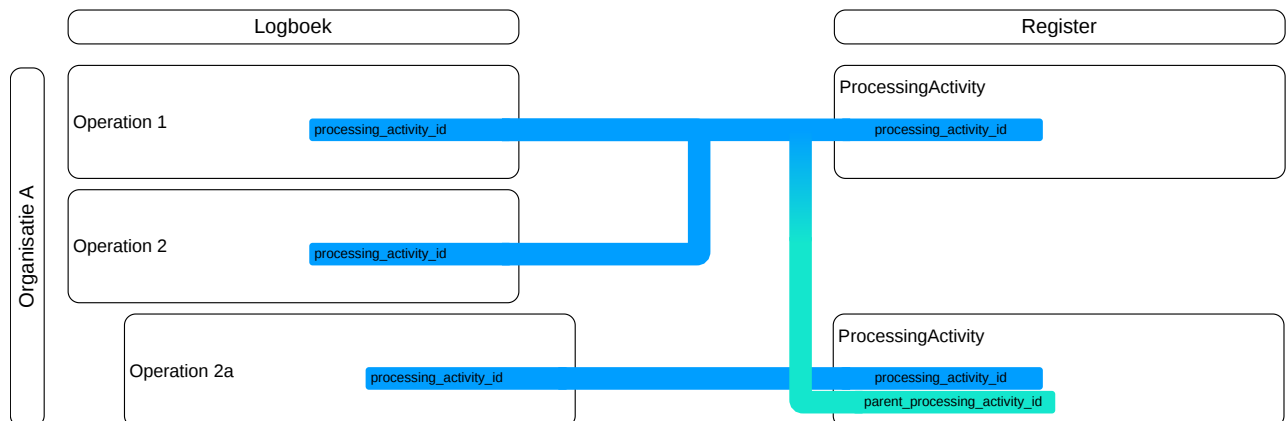 Logboek
Register
Organisatie A
Operation 1
processing_activity_id
ProcessingActivity
processing_activity_id
Operation 2
processing_activity_id
Operation 2a
processing_activity_id
ProcessingActivity
processing_activity_id
parent_processing_activity_id